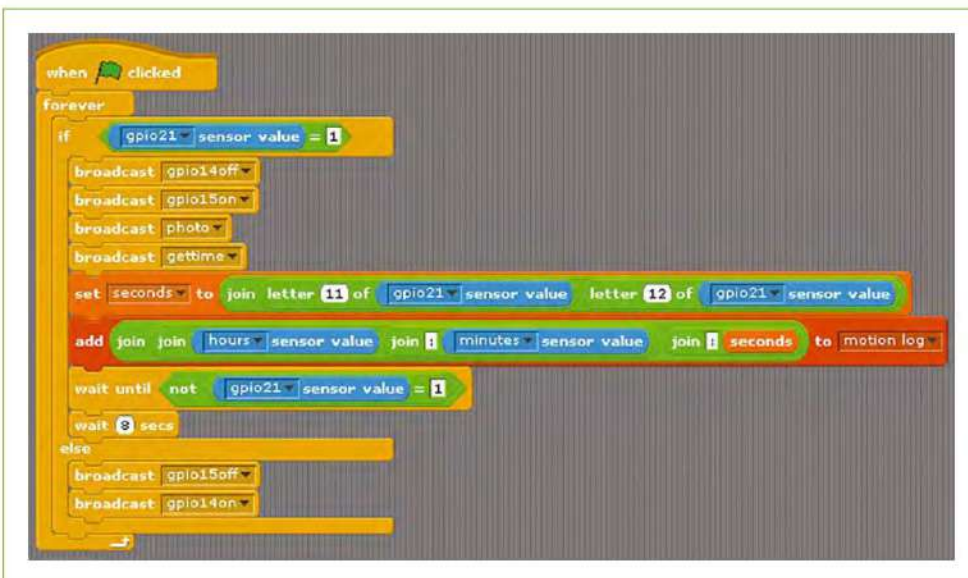 when clicked
forever
if gpio21 sensor value = 1
broadcast gpio14off
broadcast gpio15on
broadcast photo
broadcast gettime
set seconds to join letter 11 of gpio21 sensor value letter 12 of gpio21 sensor value
add join join hours sensor value join : minutes sensor value join : seconds to motion log
wait until not gpio21 sensor value = 1
wait 8 secs
else
broadcast gpio15off
broadcast gpio14on